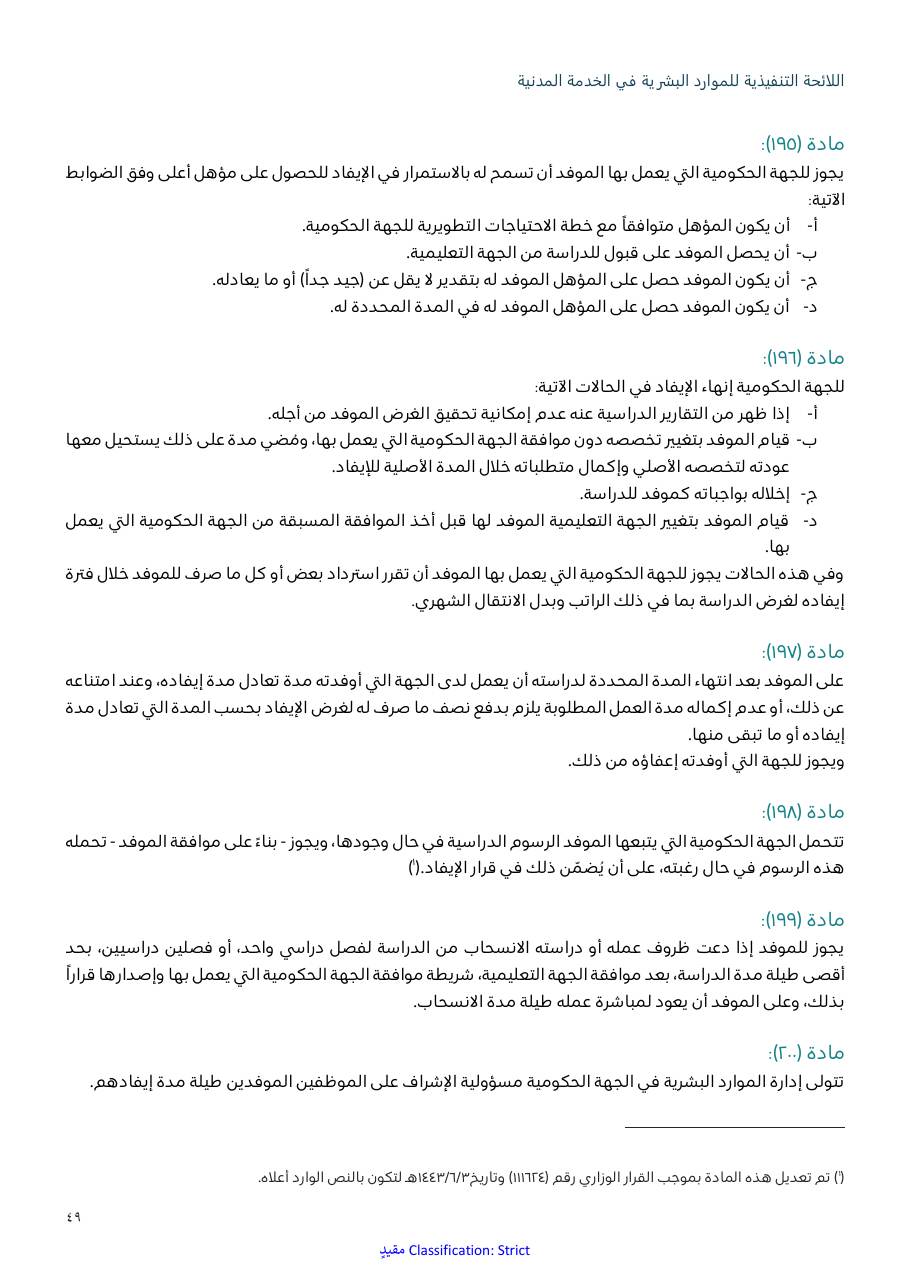 اللائحة التنفيذية للموارد البشرية في الخدمة المدنية
مادة (١٩٥):
يجوز للجهة الحكومية التي يعمل بها الموفد أن تسمح له بالاستمرار في الإيفاد للحصول على مؤهل أعلى وفق الضوابط
الآتية:
أ- أن يكون المؤهل متوافقاً مع خطة الاحتياجات التطويرية للجهة الحكومية.
ب- أن يحصل الموفد على قبول للدراسة من الجهة التعليمية.
ج- أن يكون الموفد حصل على المؤهل الموفد له بتقدير لا يقل عن (جيد جداً) أو ما يعادله.
د- أن يكون الموفد حصل على المؤهل الموفد له في المدة المحددة له.
مادة (١٩٦):
للجهة الحكومية إنهاء الإيفاد في الحالات الآتية:
أ- إذا ظهر من التقارير الدراسية عنه عدم إمكانية تحقيق الغرض الموفد من أجله.
ب- قيام الموفد بتغيير تخصصه دون موافقة الجهة الحكومية التي يعمل بها، ومُضي مدة على ذلك يستحيل معها
عودته لتخصصه الأصلي وإكمال متطلباته خلال المدة الأصلية للإيفاد.
ج- إخلاله بواجباته كموفد للدراسة.
د- قيام الموفد بتغيير الجهة التعليمية الموفد لها قبل أخذ الموافقة المسبقة من الجهة الحكومية التي يعمل
بها.
وفي هذه الحالات يجوز للجهة الحكومية التي يعمل بها الموفد أن تقرر استرداد بعض أو كل ما صرف للموفد خلال فترة
إيفاده لغرض الدراسة بما في ذلك الراتب وبدل الانتقال الشهري.
مادة (١٩٧):
على الموفد بعد انتهاء المدة المحددة لدراسته أن يعمل لدى الجهة التي أوفدته مدة تعادل مدة إيفاده، وعند امتناعه
عن ذلك، أو عدم إكماله مدة العمل المطلوبة يلزم بدفع نصف ما صرف له لغرض الإيفاد بحسب المدة التي تعادل مدة
إيفاده أو ما تبقى منها.
ويجوز للجهة التي أوفدته إعفاؤه من ذلك.
مادة (١٩٨):
تتحمل الجهة الحكومية التي يتبعها الموفد الرسوم الدراسية في حال وجودها، ويجوز - بناءً على موافقة الموفد - تحمله
هذه الرسوم في حال رغبته، على أن يُضمّن ذلك في قرار الإيفاد.(١)
مادة (١٩٩):
يجوز للموفد إذا دعت ظروف عمله أو دراسته الانسحاب من الدراسة لفصل دراسي واحد، أو فصلين دراسيين، بحد
أقصى طيلة مدة الدراسة، بعد موافقة الجهة التعليمية، شريطة موافقة الجهة الحكومية التي يعمل بها وإصدارها قراراً
بذلك، وعلى الموفد أن يعود لمباشرة عمله طيلة مدة الانسحاب.
مادة (٢٠٠):
تتولى إدارة الموارد البشرية في الجهة الحكومية مسؤولية الإشراف على الموظفين الموفدين طيلة مدة إيفادهم.
(١) تم تعديل هذه المادة بموجب القرار الوزاري رقم (١١١٦٢٤) وتاريخ١٤٤٣/٦/٣هـ لتكون بالنص الوارد أعلاه.
٤٩
مقيدٍ Classification: Strict